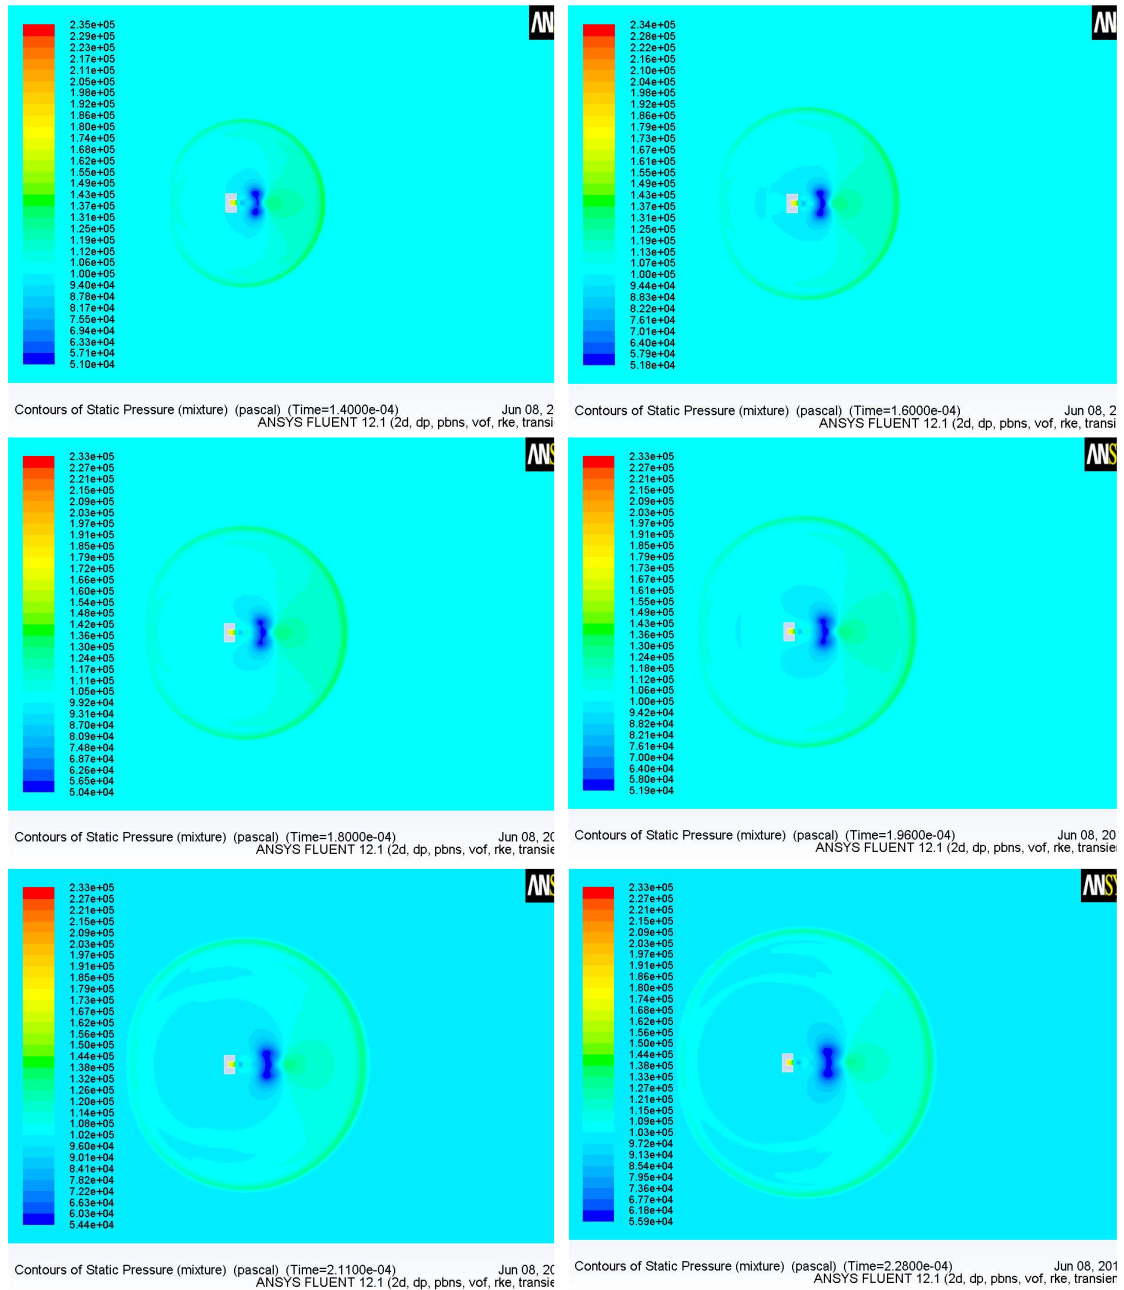 AN
2.35e+05
2.29e+05
2.23e+05
2.17e+05
2.11e+05
2.05e+05
1.98e+05
1.92e+05
1.86e+05
1.80e+05
1.74e+05
1.68e+05
1.62e+05
1.55e+05
1.49e+05
1.43e+05
1.37e+05
1.31e+05
1.25e+05
1.19e+05
1.12e+05
1.06e+05
1.00e+05
9.40e+04
8.78e+04
8.17e+04
7.55e+04
6.94e+04
6.33e+04
5.71e+04
5.10e+04
Contours of Static Pressure (mixture) (pascal) (Time=1.4000e-04) Jun 08, 2
ANSYS FLUENT 12.1 (2d, dp, pbns, vof, rke, transi
AN
2.34e+05
2.28e+05
2.22e+05
2.16e+05
2.10e+05
2.04e+05
1.98e+05
1.92e+05
1.86e+05
1.79e+05
1.73e+05
1.67e+05
1.61e+05
1.55e+05
1.49e+05
1.43e+05
1.37e+05
1.31e+05
1.25e+05
1.19e+05
1.13e+05
1.07e+05
1.00e+05
9.44e+04
8.83e+04
8.22e+04
7.61e+04
7.01e+04
6.40e+04
5.79e+04
5.18e+04
Contours of Static Pressure (mixture) (pascal) (Time=1.6000e-04) Jun 08, 2
ANSYS FLUENT 12.1 (2d, dp, pbns, vof, rke, transi
ANS
2.33e+05
2.27e+05
2.21e+05
2.15e+05
2.09e+05
2.03e+05
1.97e+05
1.91e+05
1.85e+05
1.79e+05
1.72e+05
1.66e+05
1.60e+05
1.54e+05
1.48e+05
1.42e+05
1.36e+05
1.30e+05
1.24e+05
1.17e+05
1.11e+05
1.05e+05
9.92e+04
9.31e+04
8.70e+04
8.09e+04
7.48e+04
6.87e+04
6.26e+04
5.65e+04
5.04e+04
Contours of Static Pressure (mixture) (pascal) (Time=1.8000e-04) Jun 08, 20
ANSYS FLUENT 12.1 (2d, dp, pbns, vof, rke, transie
ANS
2.33e+05
2.27e+05
2.21e+05
2.15e+05
2.09e+05
2.03e+05
1.97e+05
1.91e+05
1.85e+05
1.79e+05
1.73e+05
1.67e+05
1.61e+05
1.55e+05
1.49e+05
1.43e+05
1.36e+05
1.30e+05
1.24e+05
1.18e+05
1.12e+05
1.06e+05
1.00e+05
9.42e+04
8.82e+04
8.21e+04
7.61e+04
7.00e+04
6.40e+04
5.80e+04
5.19e+04
Contours of Static Pressure (mixture) (pascal) (Time=1.9600e-04) Jun 08, 20
ANSYS FLUENT 12.1 (2d, dp, pbns, vof, rke, transie
ANS
2.33e+05
2.27e+05
2.21e+05
2.15e+05
2.09e+05
2.03e+05
1.97e+05
1.91e+05
1.85e+05
1.79e+05
1.73e+05
1.67e+05
1.62e+05
1.56e+05
1.50e+05
1.44e+05
1.38e+05
1.32e+05
1.26e+05
1.20e+05
1.14e+05
1.08e+05
1.02e+05
9.60e+04
9.01e+04
8.41e+04
7.82e+04
7.22e+04
6.63e+04
6.03e+04
5.44e+04
Contours of Static Pressure (mixture) (pascal) (Time=2.1100e-04) Jun 08, 20
ANSYS FLUENT 12.1 (2d, dp, pbns, vof, rke, transie
ANSY
2.33e+05
2.27e+05
2.21e+05
2.15e+05
2.09e+05
2.03e+05
1.97e+05
1.91e+05
1.86e+05
1.80e+05
1.74e+05
1.68e+05
1.62e+05
1.56e+05
1.50e+05
1.44e+05
1.38e+05
1.33e+05
1.27e+05
1.21e+05
1.15e+05
1.09e+05
1.03e+05
9.72e+04
9.13e+04
8.54e+04
7.95e+04
7.36e+04
6.77e+04
6.18e+04
5.59e+04
Contours of Static Pressure (mixture) (pascal) (Time=2.2800e-04) Jun 08, 201
ANSYS FLUENT 12.1 (2d, dp, pbns, vof, rke, transien